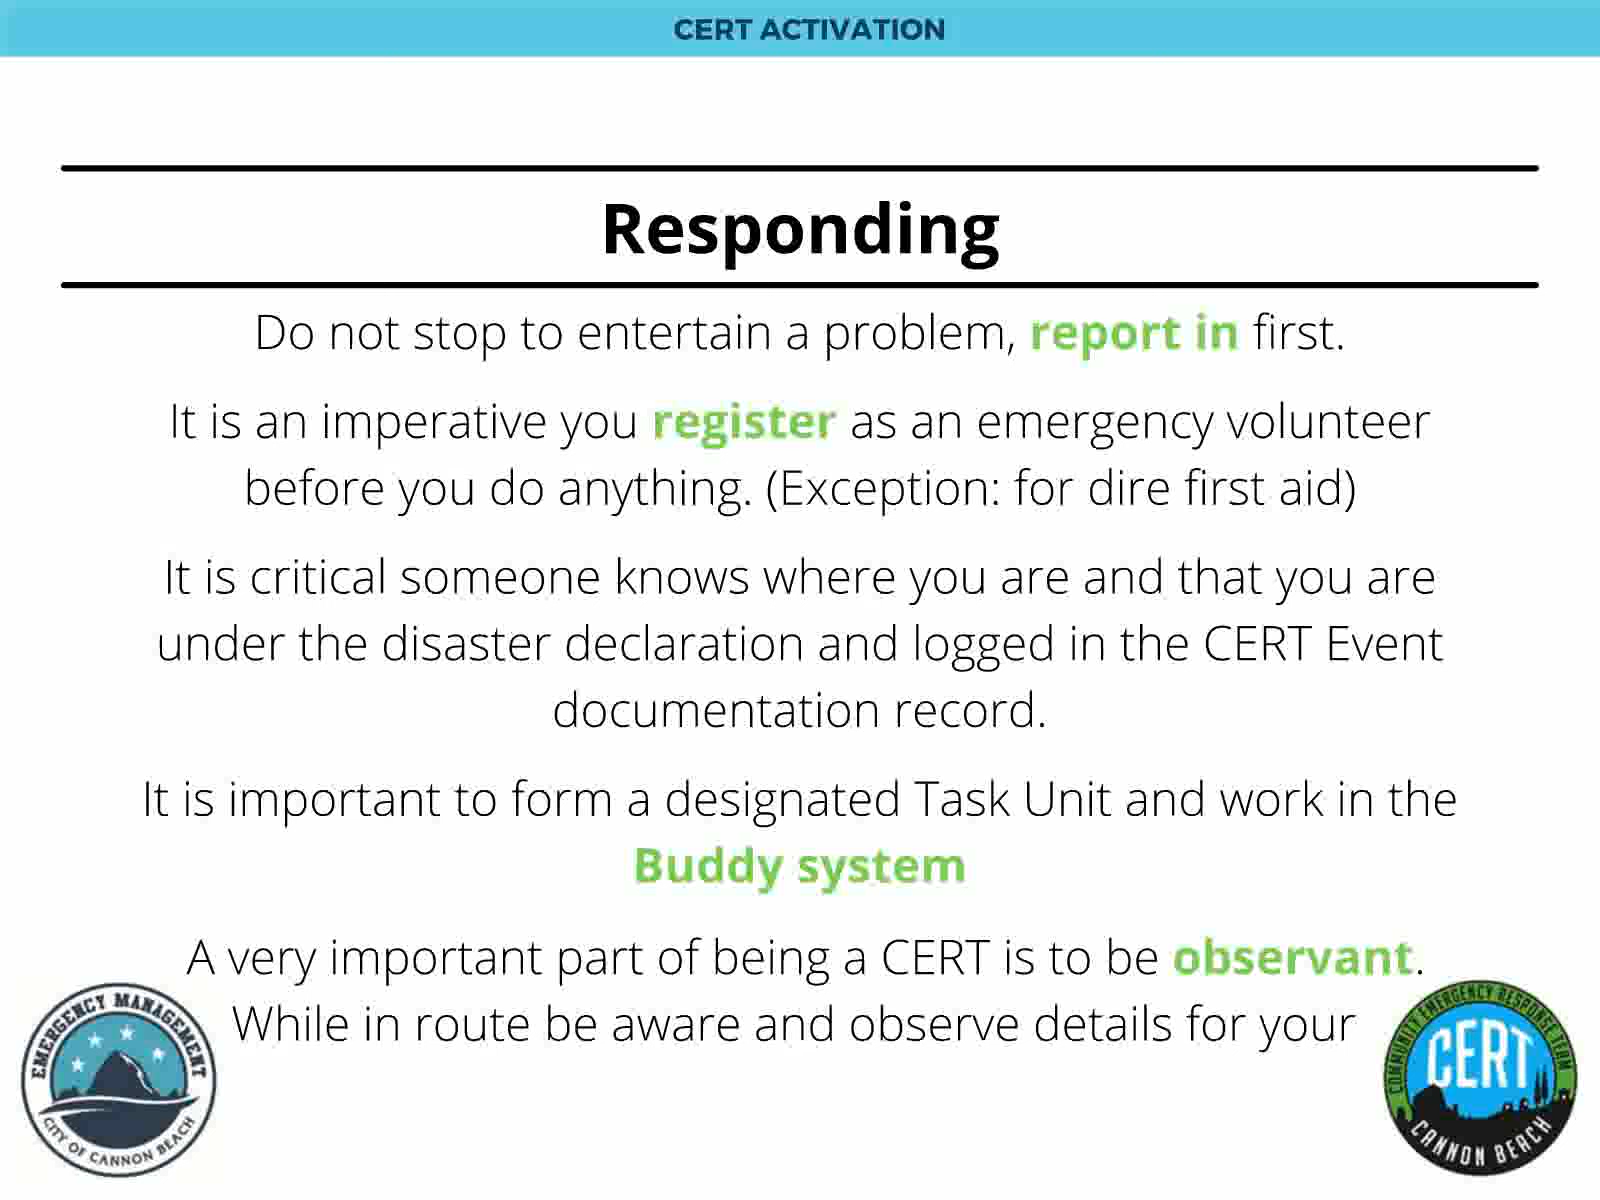 CERT ACTIVATION
Responding
Do not stop to entertain a problem, report in first.
It is an imperative you register as an emergency volunteer
before you do anything. (Exception: for dire first aid)
It is critical someone knows where you are and that you are
under the disaster declaration and logged in the CERT Event
documentation record.
It is important to form a designated Task Unit and work in the
Buddy system
A very important part of being a CERT is to be observant.
While in route be aware and observe details for your
EMERGENCY MANAGEMENT
CITY OF CANNON BEACH
COMMUNITY EMERGENCY RESPONSE TEAM
CERT
CANNON BEACH